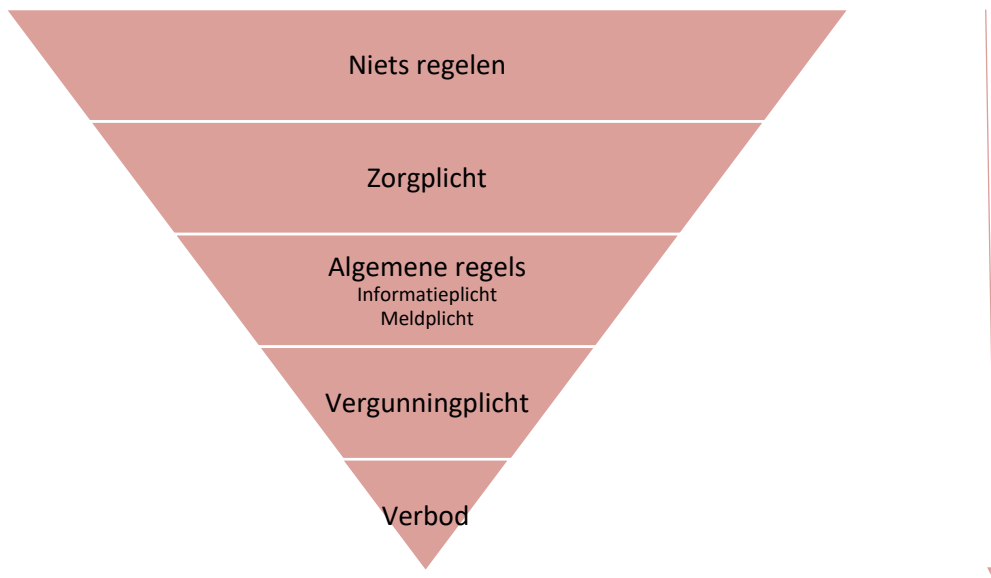 Niets regelen
Zorgplicht
Algemene regels
Informatieplicht
Meldplicht
Vergunningplicht
Verbod